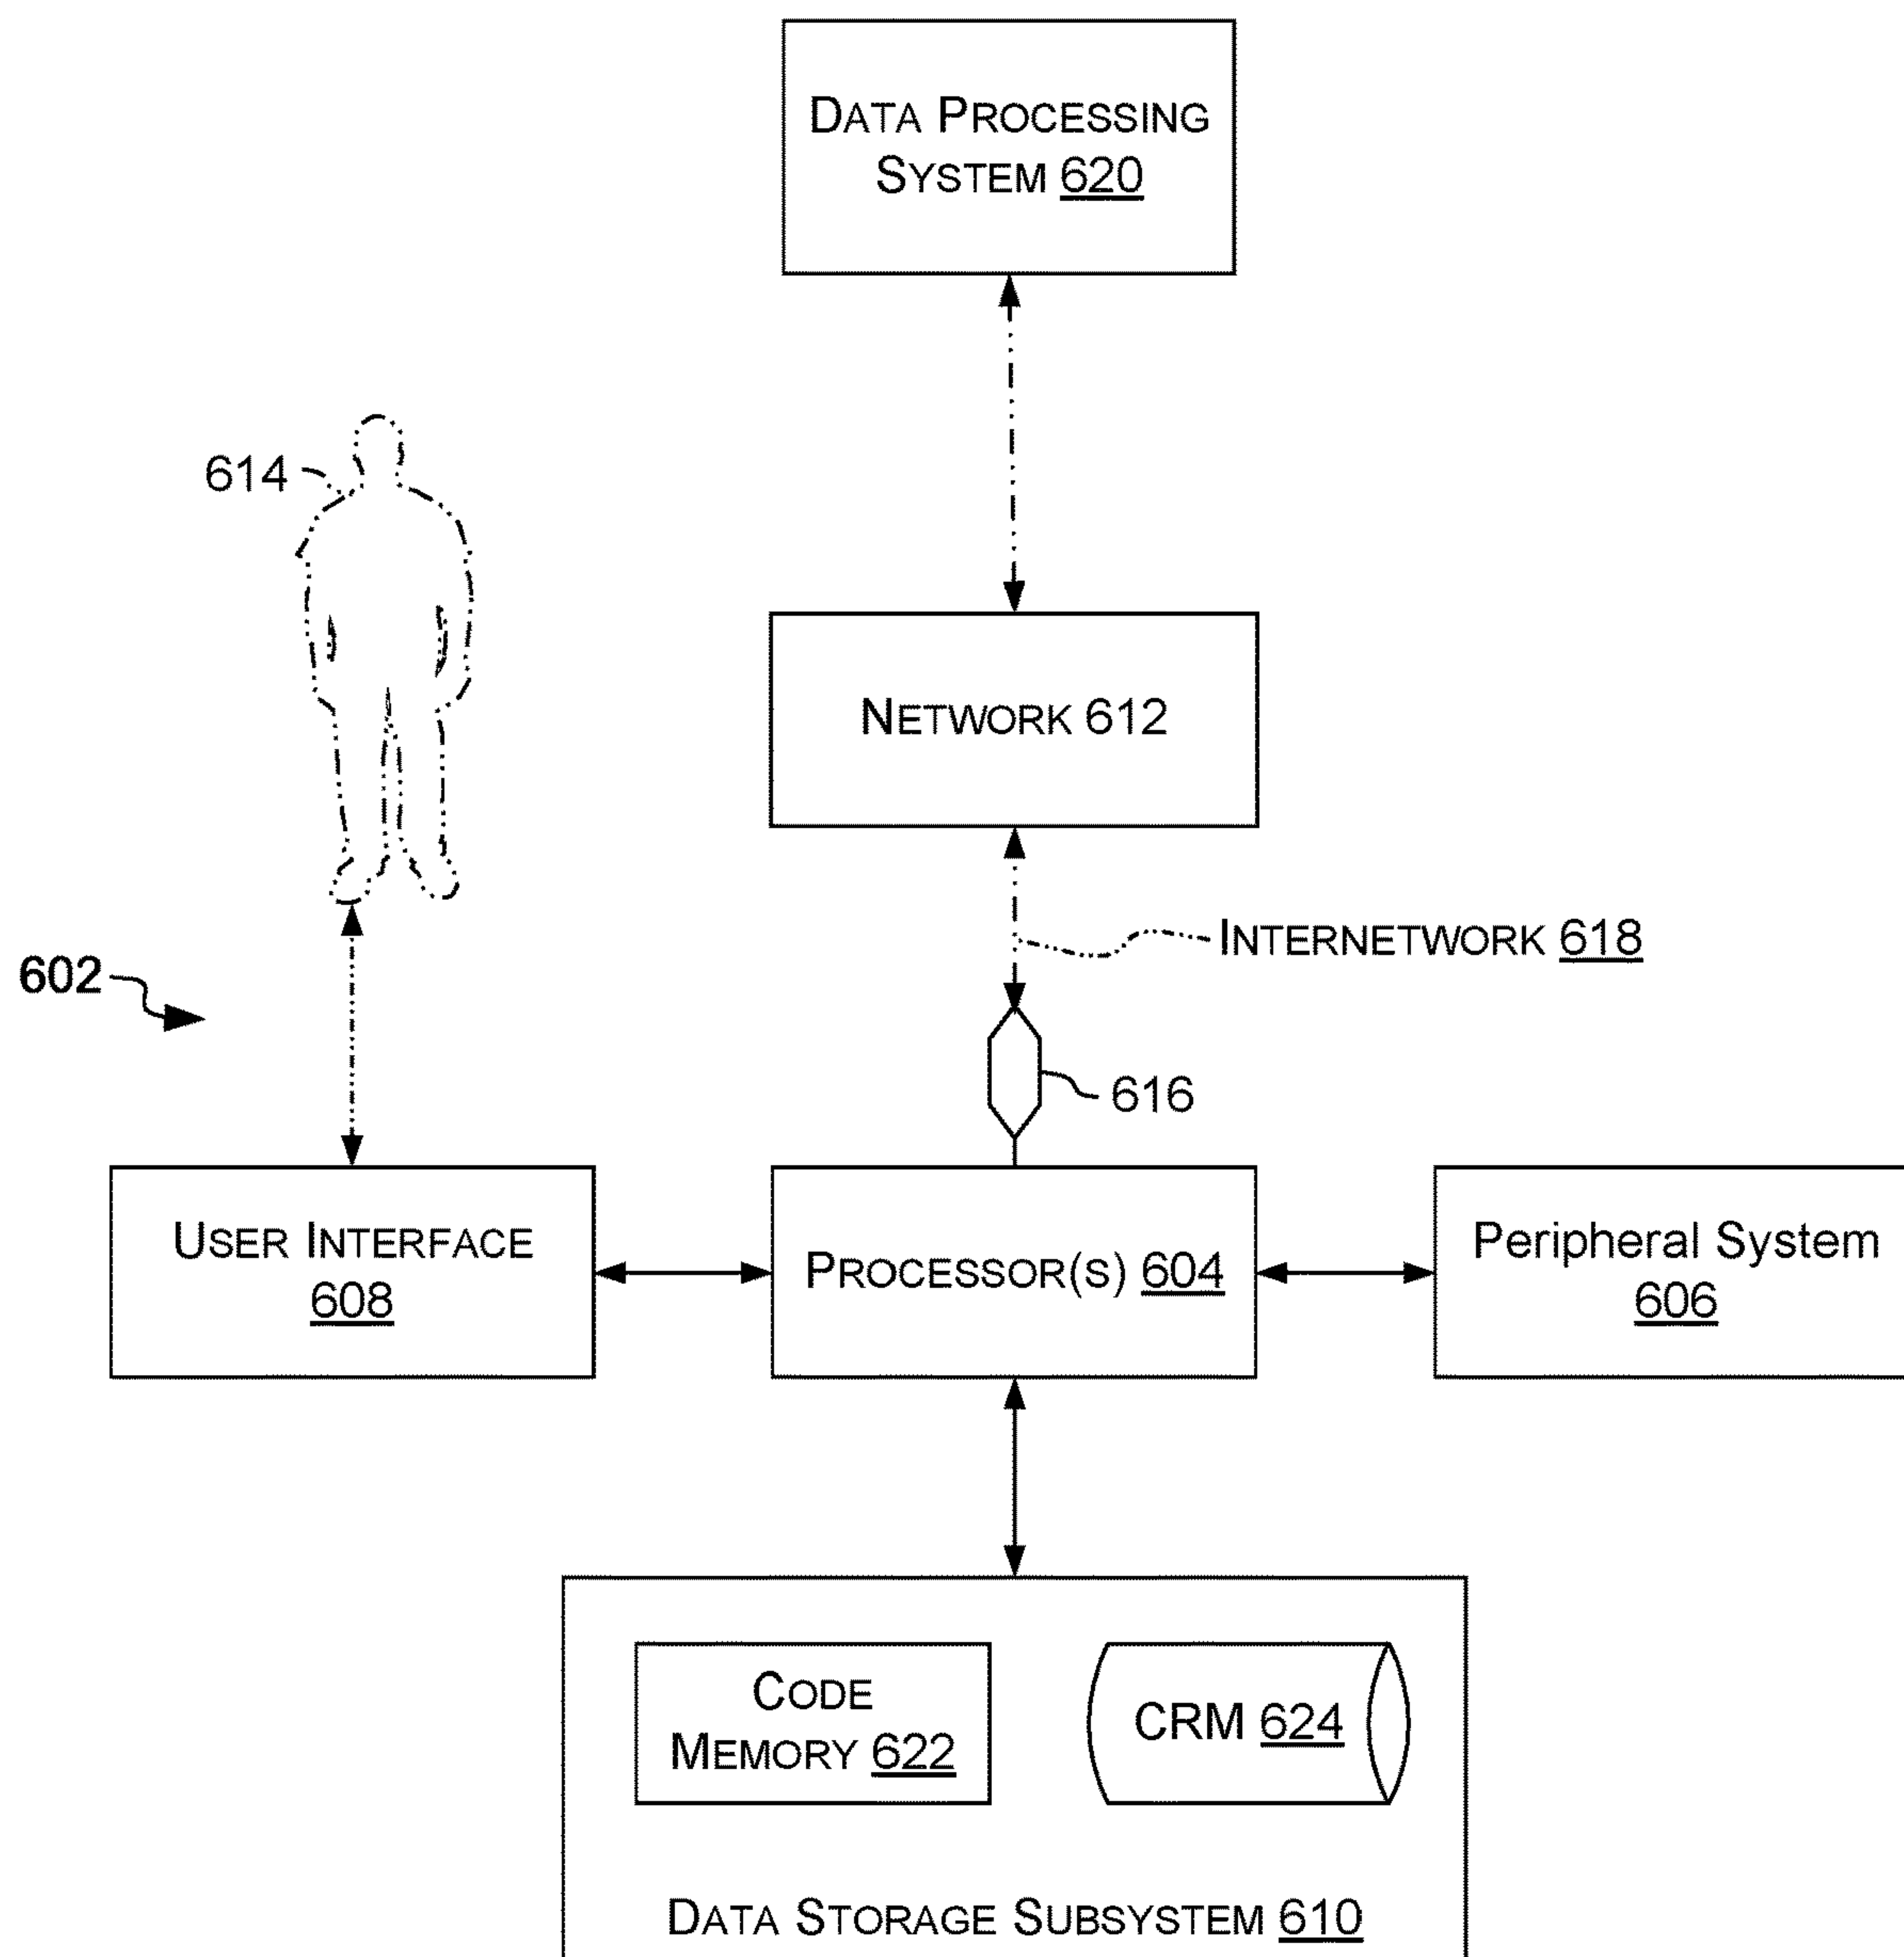 DATA PROCESSING
SYSTEM 620
614
NETWORK 612
INTERNETWORK 618
602
616
USER INTERFACE
608
PROCESSOR(S) 604
Peripheral System
606
CODE
MEMORY 622
CRM 624
DATA STORAGE SUBSYSTEM 610